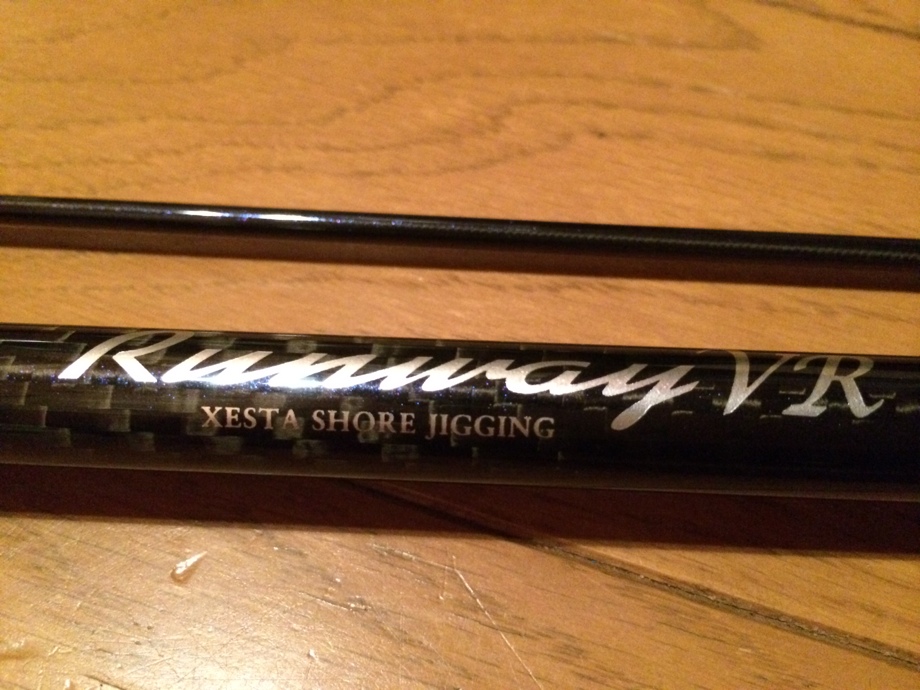 Runway VR
XESTA SHORE JIGGING